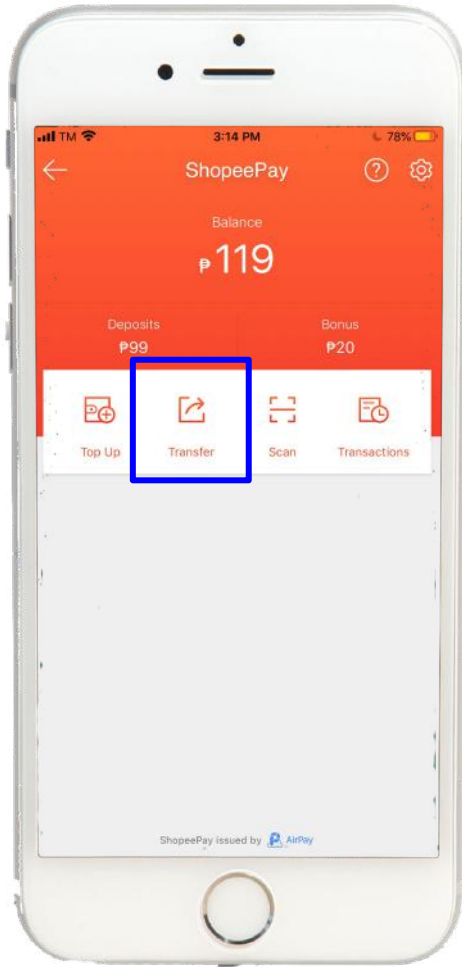 TM 3:14 PM 78%
ShopeePay ?
Balance
₱119
Deposits Bonus
₱99 ₱20
Top Up Transfer Scan Transactions
ShopeePay issued by AirPay